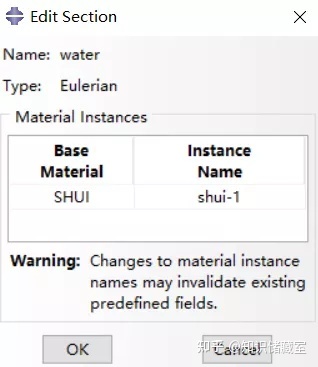 Edit Section
Name: water
Type: Eulerian
Material Instances
Base Material Instance Name
SHUI shui-1
Warning: Changes to material instance
names may invalidate existing
predefined fields.
OK Cancel
知乎 @知识储藏室